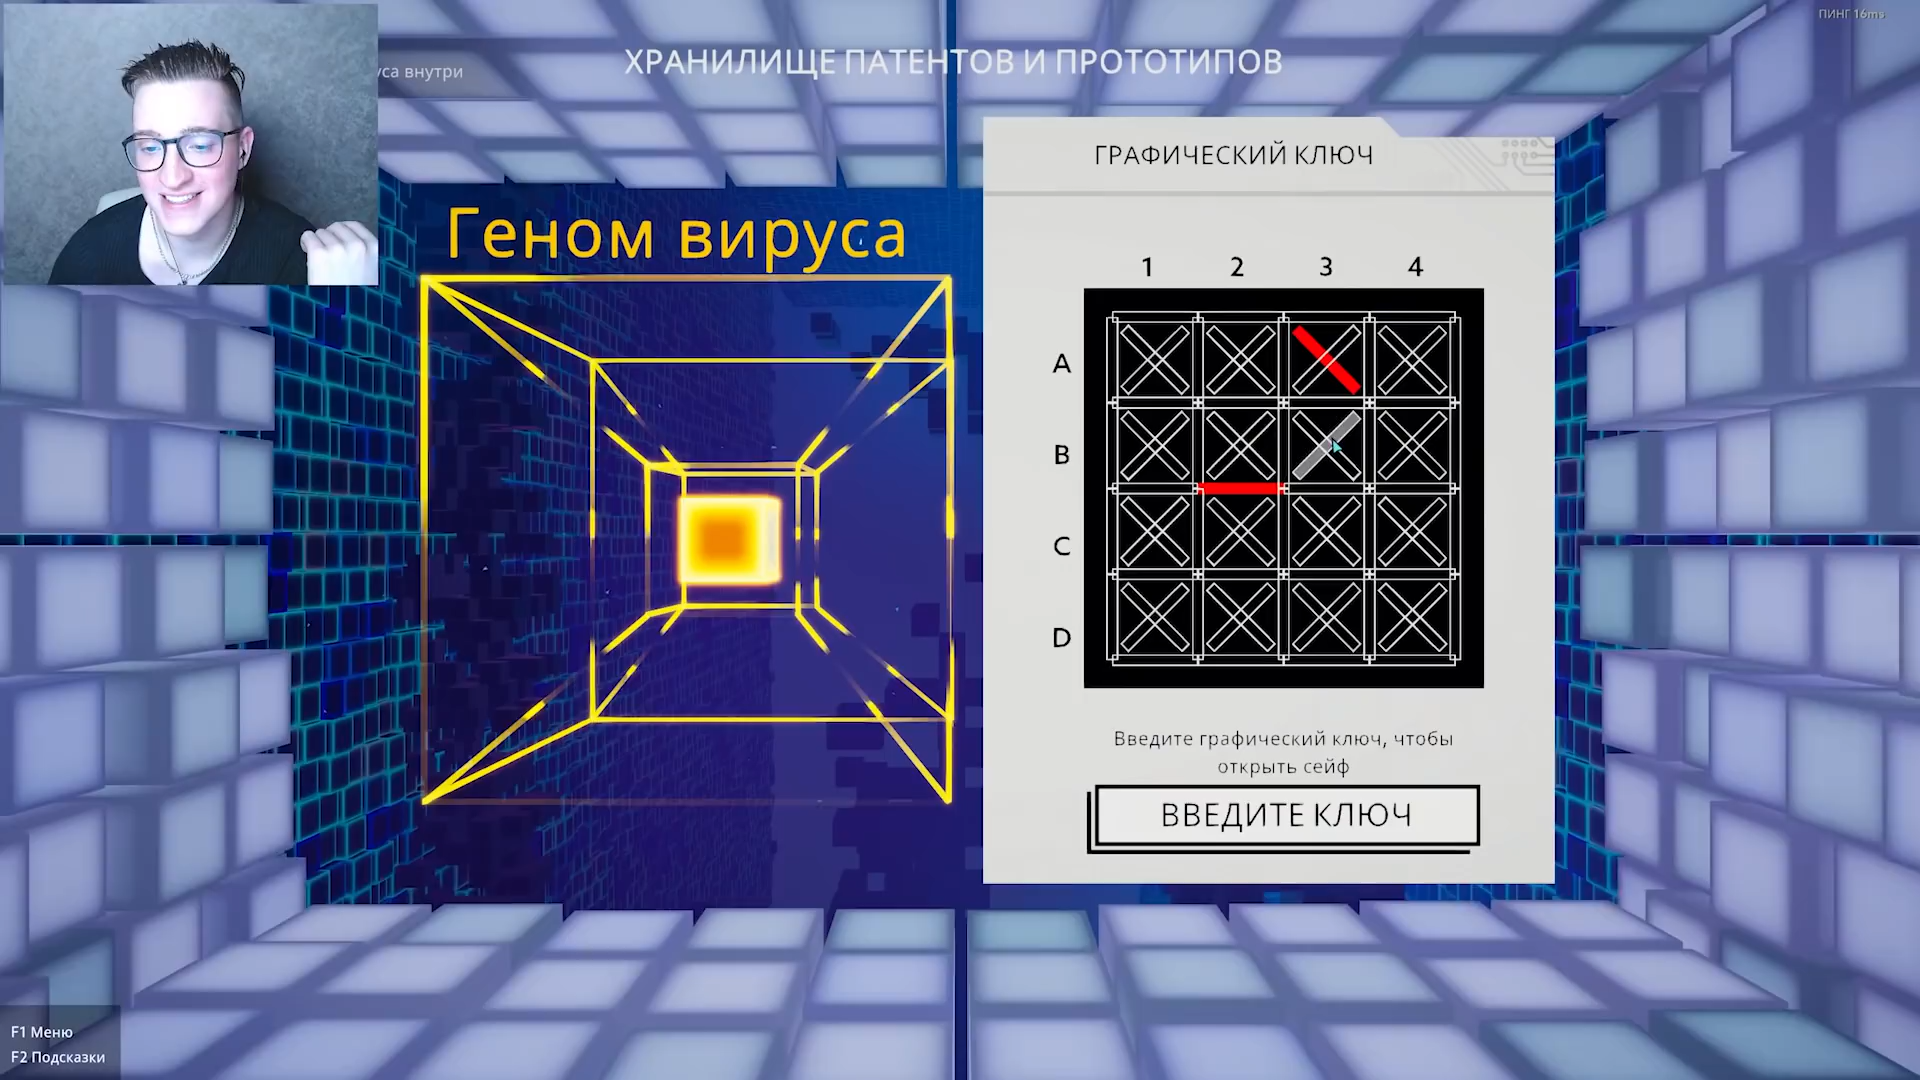 ПИНГ 16ms
уса внутри
ХРАНИЛИЩЕ ПАТЕНТОВ И ПРОТОТИПОВ
Геном вируса
ГРАФИЧЕСКИЙ КЛЮЧ
1 2 3 4
A
B
C
D
Введите графический ключ, чтобы
открыть сейф
ВВЕДИТЕ КЛЮЧ
F1 Меню
F2 Подсказки